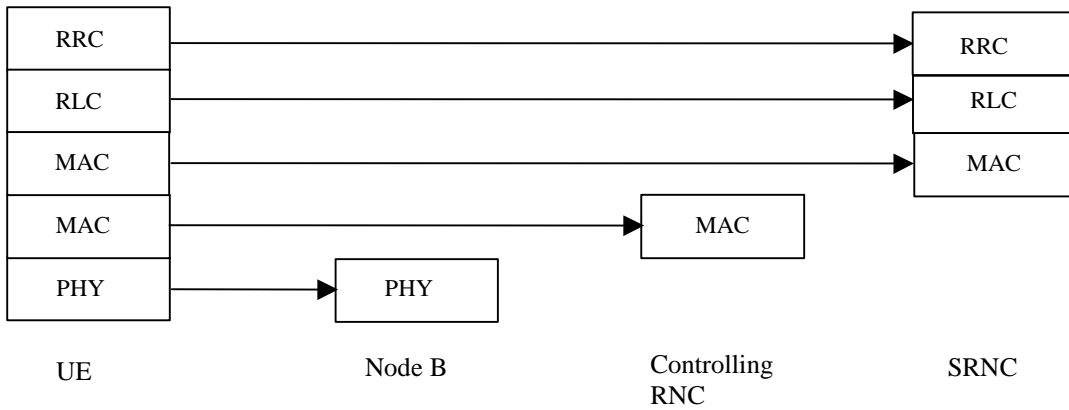 RRC RRC
RLC RLC
MAC MAC
MAC MAC
PHY PHY
UE Node B Controlling SRNC
RNC